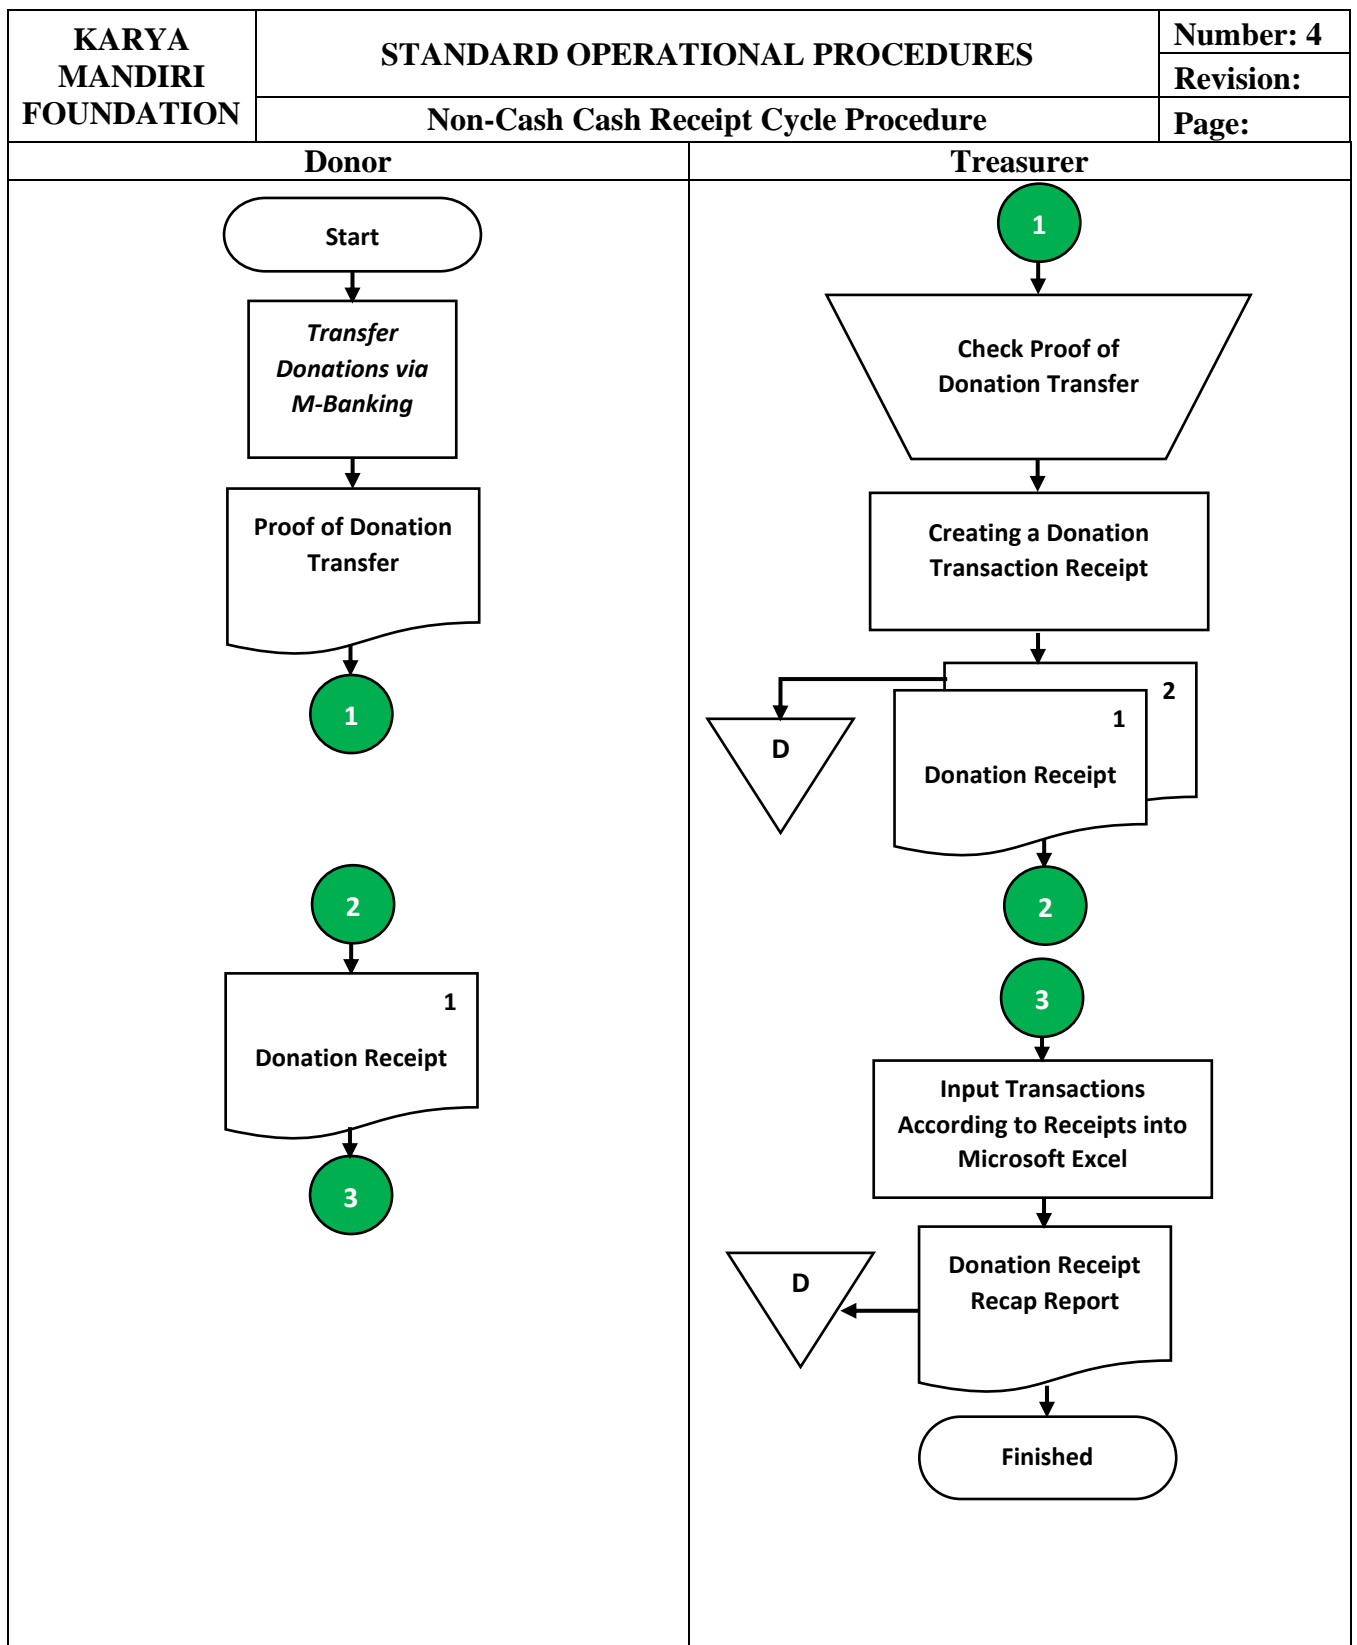 KARYA
MANDIRI
FOUNDATION
STANDARD OPERATIONAL PROCEDURES
Number: 4
Revision:
Non-Cash Cash Receipt Cycle Procedure
Page:
Donor
Treasurer
Start
Transfer
Donations via
M-Banking
Proof of Donation
Transfer
1
2
1
Donation Receipt
3
1
Check Proof of
Donation Transfer
Creating a Donation
Transaction Receipt
2
1
D
Donation Receipt
2
3
Input Transactions
According to Receipts into
Microsoft Excel
Donation Receipt
Recap Report
D
Finished